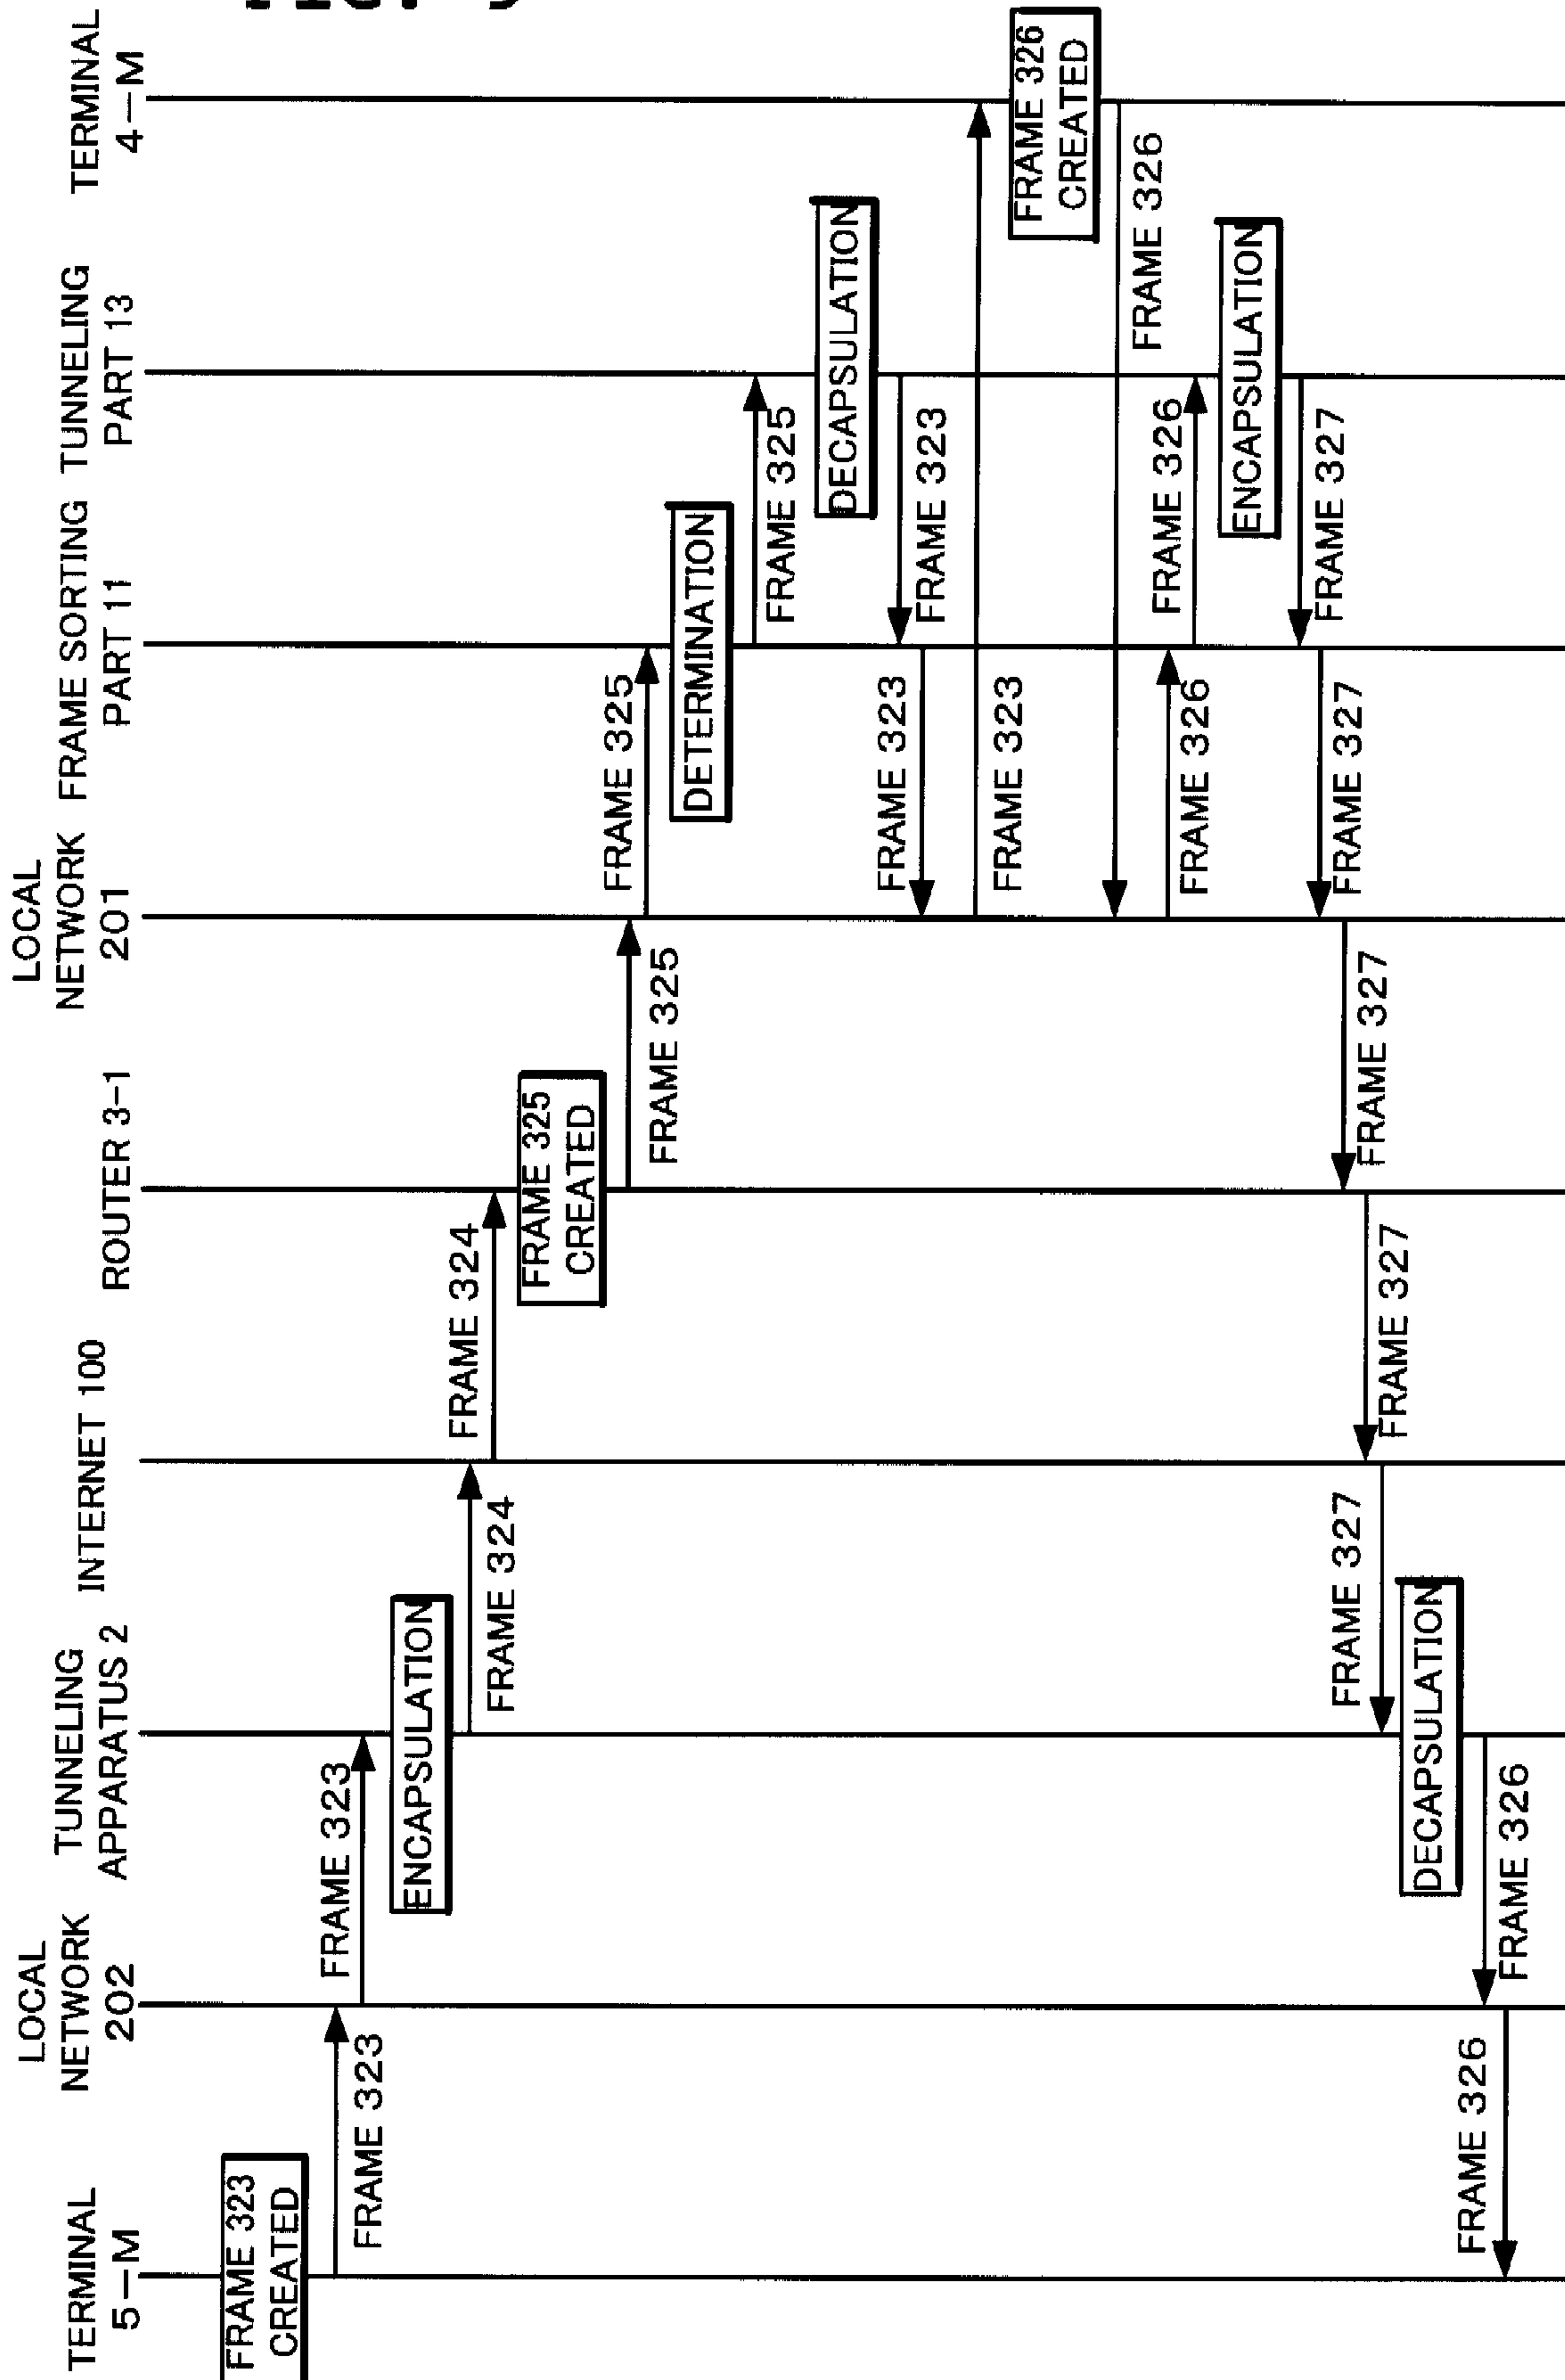 TERMINAL
5-M
LOCAL
NETWORK
202
TUNNELING
APPARATUS 2
INTERNET 100
ROUTER 3-1
LOCAL
NETWORK
201
FRAME SORTING
PART 11
TUNNELING
PART 13
TERMINAL
4-M
FRAME 323
CREATED
FRAME 323
FRAME 323
ENCAPSULATION
FRAME 324
FRAME 324
FRAME 325
CREATED
FRAME 325
FRAME 325
DETERMINATION
FRAME 325
DECAPSULATION
FRAME 323
FRAME 323
FRAME 323
FRAME 326
CREATED
FRAME 326
FRAME 326
FRAME 326
ENCAPSULATION
FRAME 327
FRAME 327
FRAME 327
FRAME 327
FRAME 327
DECAPSULATION
FRAME 326
FRAME 326